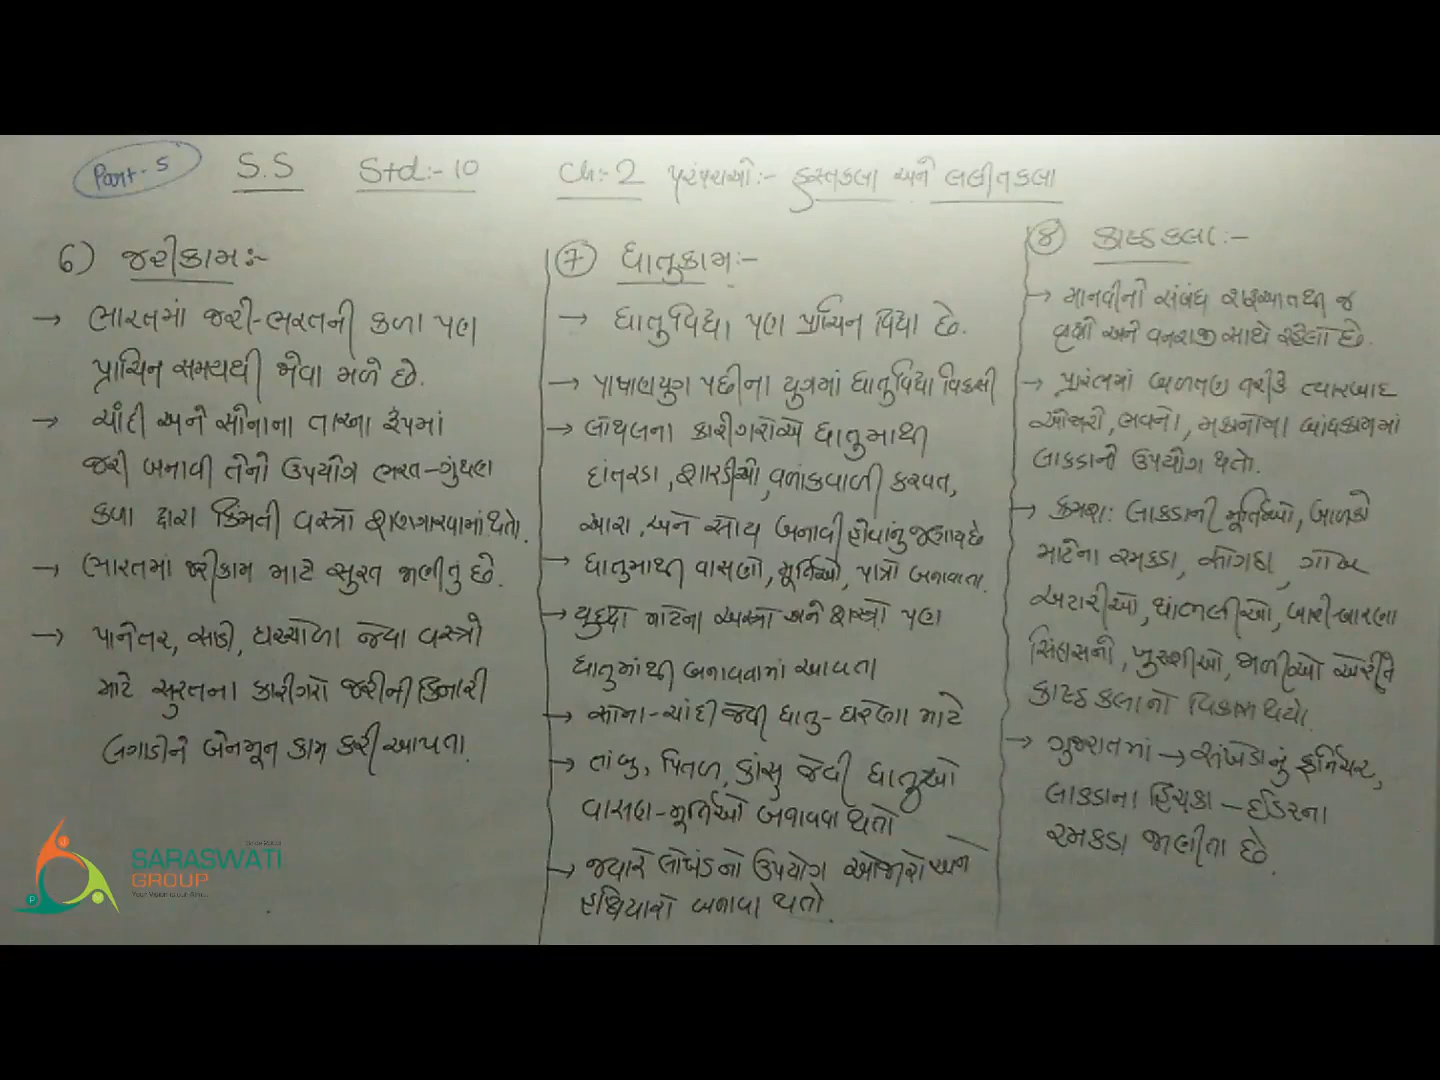 Part-5 S.S Std:-10 Ch:-2 પરંપરાઓ:- હસ્તકલા અને લલીતકલા
6) જરીકામ:-
→ ભારતમાં જરી-ભરતની કળા પણ
પ્રાચિન સમયથી જોવા મળે છે.
→ ચાંદી અને સોનાના તારના રૂપમાં
જરી બનાવી તેનો ઉપયોગ ભરત-ગુંથણ
કળા દ્વારા કિંમતી વસ્ત્રો શણગારવામાં થતો.
→ ભારતમાં જરીકામ માટે સુરત જાણીતુ છે.
→ પાનેતર, સાડી, ઘરચોળા જેવા વસ્ત્રો
માટે સુરતના કારીગરો જરીની કિનારી
લગાડીને બેનમૂન કામ કરી આપતા.
7 ધાતુકામ:-
→ ધાતુવિદ્યા પણ પ્રાચિન વિદ્યા છે.
→ પાષાણયુગ પછીના યુગમાં ધાતુવિદ્યા વિકસી
→ લોથલના કારીગરોએ ધાતુમાથી
દાંતરડા, શારડીઓ, વળાંકવાળી કરવત,
આરા, અને સોય બનાવી હોવાનું જણાય છે
→ ધાતુમાથી વાસણો, મૂર્તિઓ, પાત્રો બનાવાતા.
→ યુદ્ધો માટેના અસ્ત્રો અને શસ્ત્રો પણ
ધાતુમાંથી બનાવવામાં આવતા
→ સોના-ચાંદી જેવી ધાતુ-ઘરેણા માટે
→ તાંબુ, પિતળ, કાંસુ જેવી ધાતુઓ
વાસણ-મૂર્તિઓ બનાવવા થતો
→ જ્યારે લોખંડનો ઉપયોગ ઓજારો અને
હથિયારો બનાવા થતો.
8 કાષ્ઠકલા:-
→ માનવીનો સંબંધ શરૂઆતથી જ
વૃક્ષો અને વનરાજી સાથે રહેલો છે.
→ પ્રારંભમાં બળતણ તરીકે ત્યારબાદ
ઓજારો, ભવનો, મકાનોના બાંધકામમાં
લાકડાનો ઉપયોગ થતો.
→ ક્રમશ: લાકડાની મૂર્તિઓ, બાળકો
માટેના રમકડા, સોગઠા, ગોખ
અટારીઓ, થાંભલીઓ, બારી-બારણા
સિંહાસનો, ખુરશીઓ, જાળીઓ એ રીતે
કાષ્ઠકલાનો વિકાસ થયો.
→ ગુજરાતમાં → સંખેડાનું ફર્નિચર,
લાકડાના હિંચકા - ઈડરના
રમકડા જાણીતા છે.
SARASWATI
GROUP